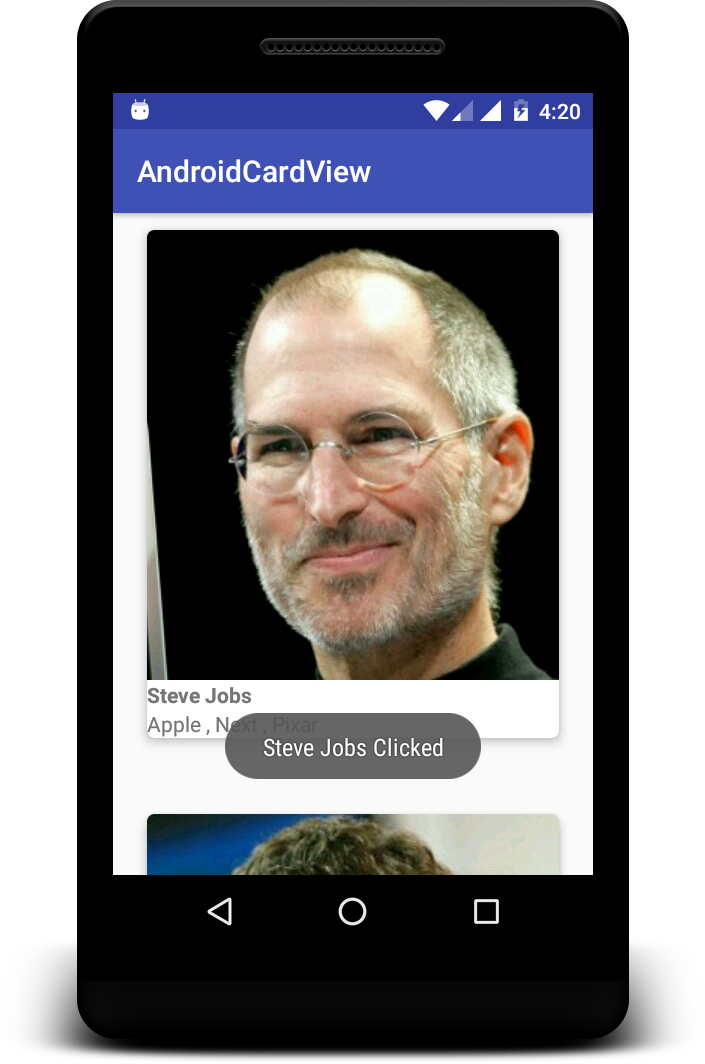 4:20
AndroidCardView
Steve Jobs
Apple , Next , Pixar
Steve Jobs Clicked